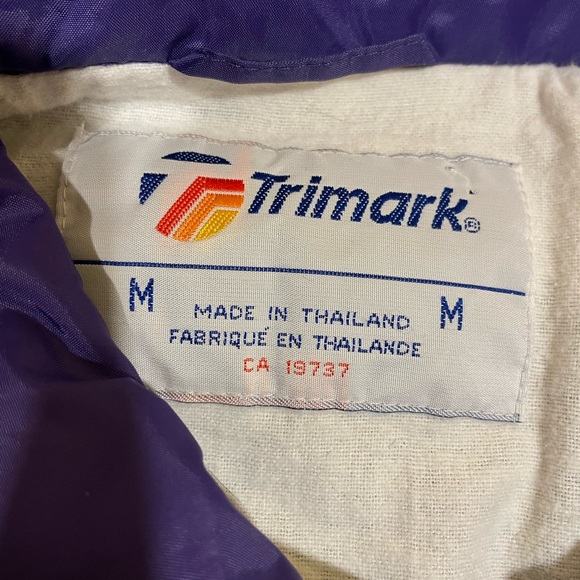 Trimark®
M M
MADE IN THAILAND
FABRIQUÉ EN THAILANDE
CA 19737